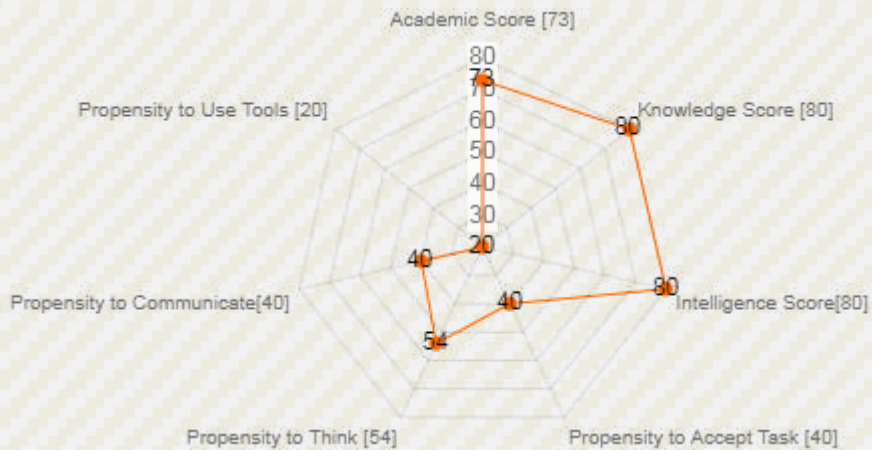 Academic Score [73]
80
73
70
Propensity to Use Tools [20]
Knowledge Score [80]
80
60
50
40
30
20
40
Propensity to Communicate[40]
80
Intelligence Score[80]
40
54
Propensity to Think [54]
Propensity to Accept Task [40]